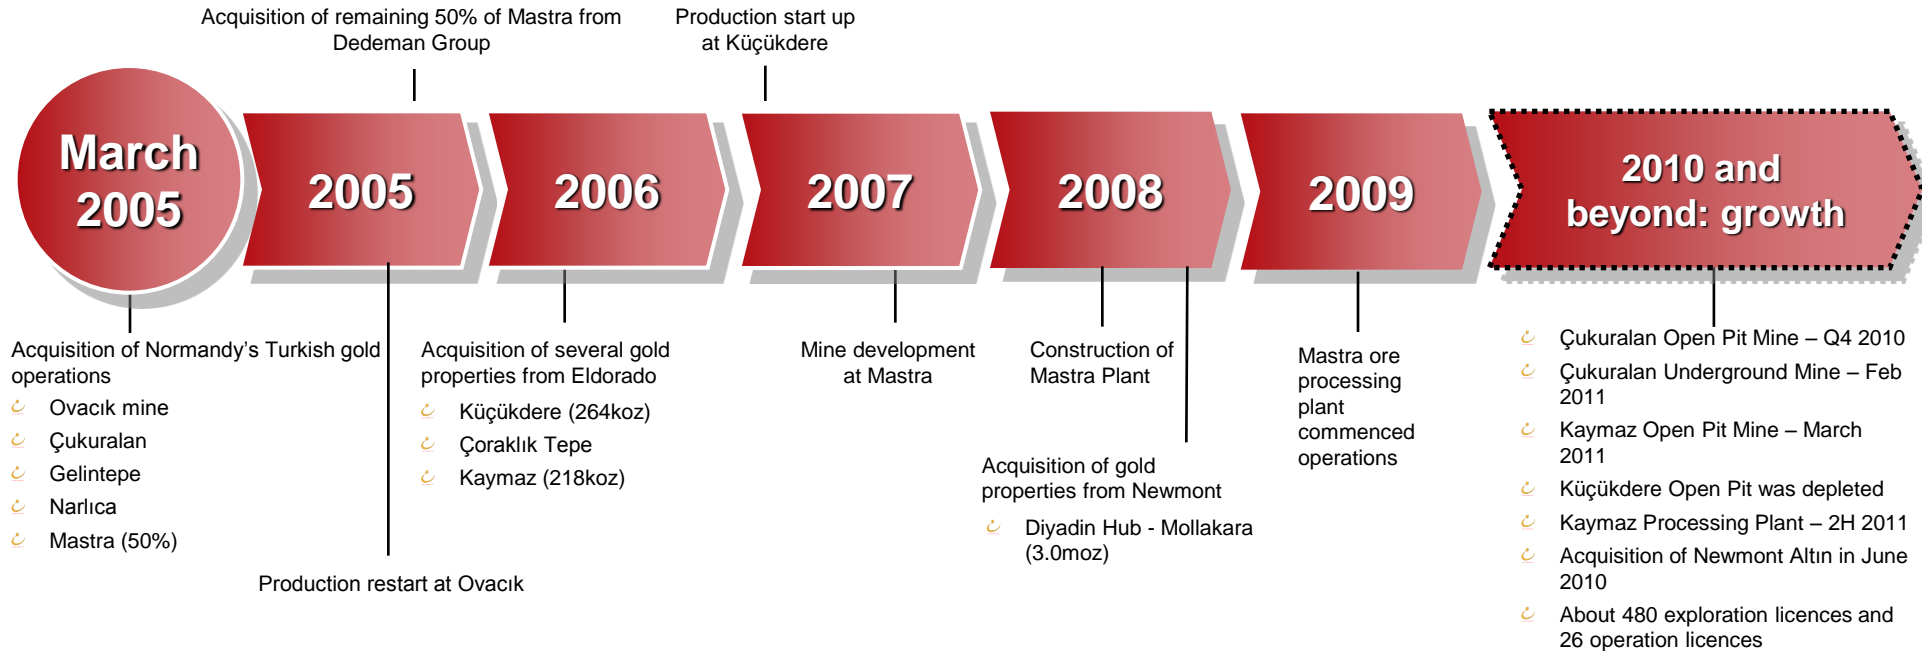 Acquisition of remaining 50% of Mastra from
Dedeman Group
Production start up
at Küçükdere
March
2005
2005
2006
2007
2008
2009
2010 and
beyond: growth
Acquisition of Normandy's Turkish gold
operations
Ovacık mine
Çukuralan
Gelintepe
Narlıca
Mastra (50%)
Production restart at Ovacık
Acquisition of several gold
properties from Eldorado
Küçükdere (264koz)
Çoraklık Tepe
Kaymaz (218koz)
Mine development
at Mastra
Construction of
Mastra Plant
Acquisition of gold
properties from Newmont
Diyadin Hub - Mollakara
(3.0moz)
Mastra ore
processing
plant
commenced
operations
Çukuralan Open Pit Mine – Q4 2010
Çukuralan Underground Mine – Feb
2011
Kaymaz Open Pit Mine – March
2011
Küçükdere Open Pit was depleted
Kaymaz Processing Plant – 2H 2011
Acquisition of Newmont Altın in June
2010
About 480 exploration licences and
26 operation licences